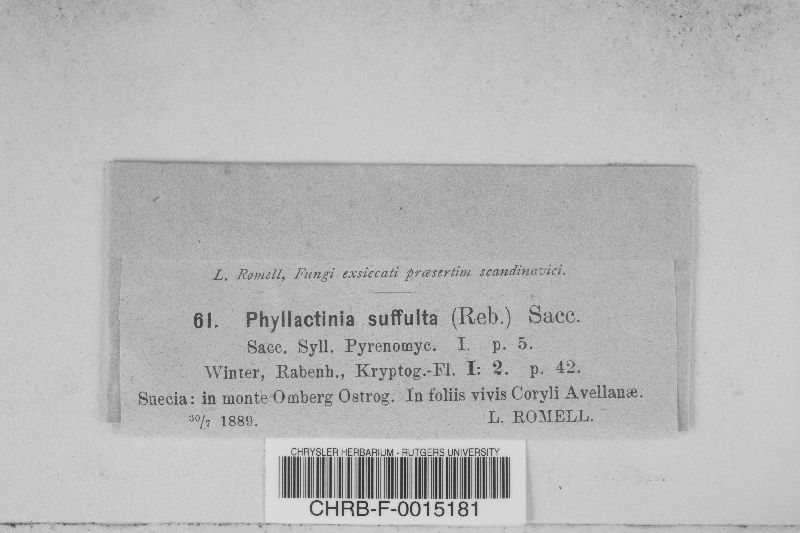 L. Romell, Fungi exsiccati præsertim scandinavici.
61. Phyllactinia suffulta (Reb.) Sacc.
Sacc. Syll. Pyrenomyc. I. p. 5.
Winter, Rabenh., Kryptog.-Fl. I: 2. p. 42.
Suecia: in monte Omberg Ostrog. In foliis vivis Coryli Avellanæ.
30/7 1889. L. ROMELL.
CHRYSLER HERBARIUM - RUTGERS UNIVERSITY
CHRB-F-0015181